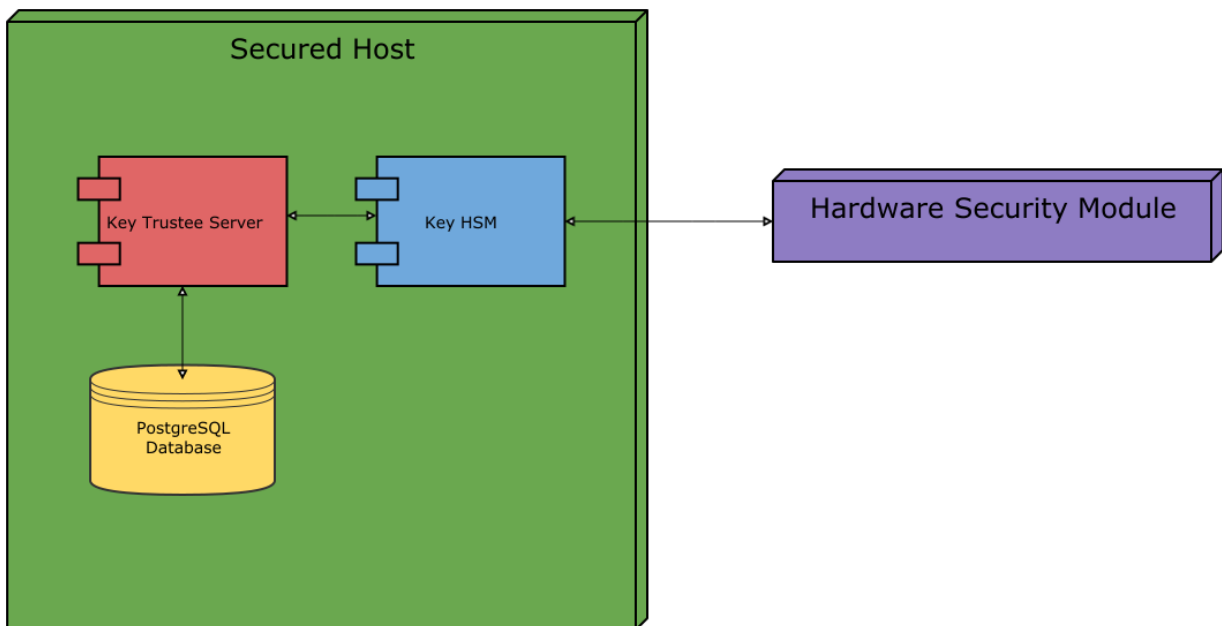 Secured Host
Key Trustee Server
Key HSM
Hardware Security Module
PostgreSQL
Database